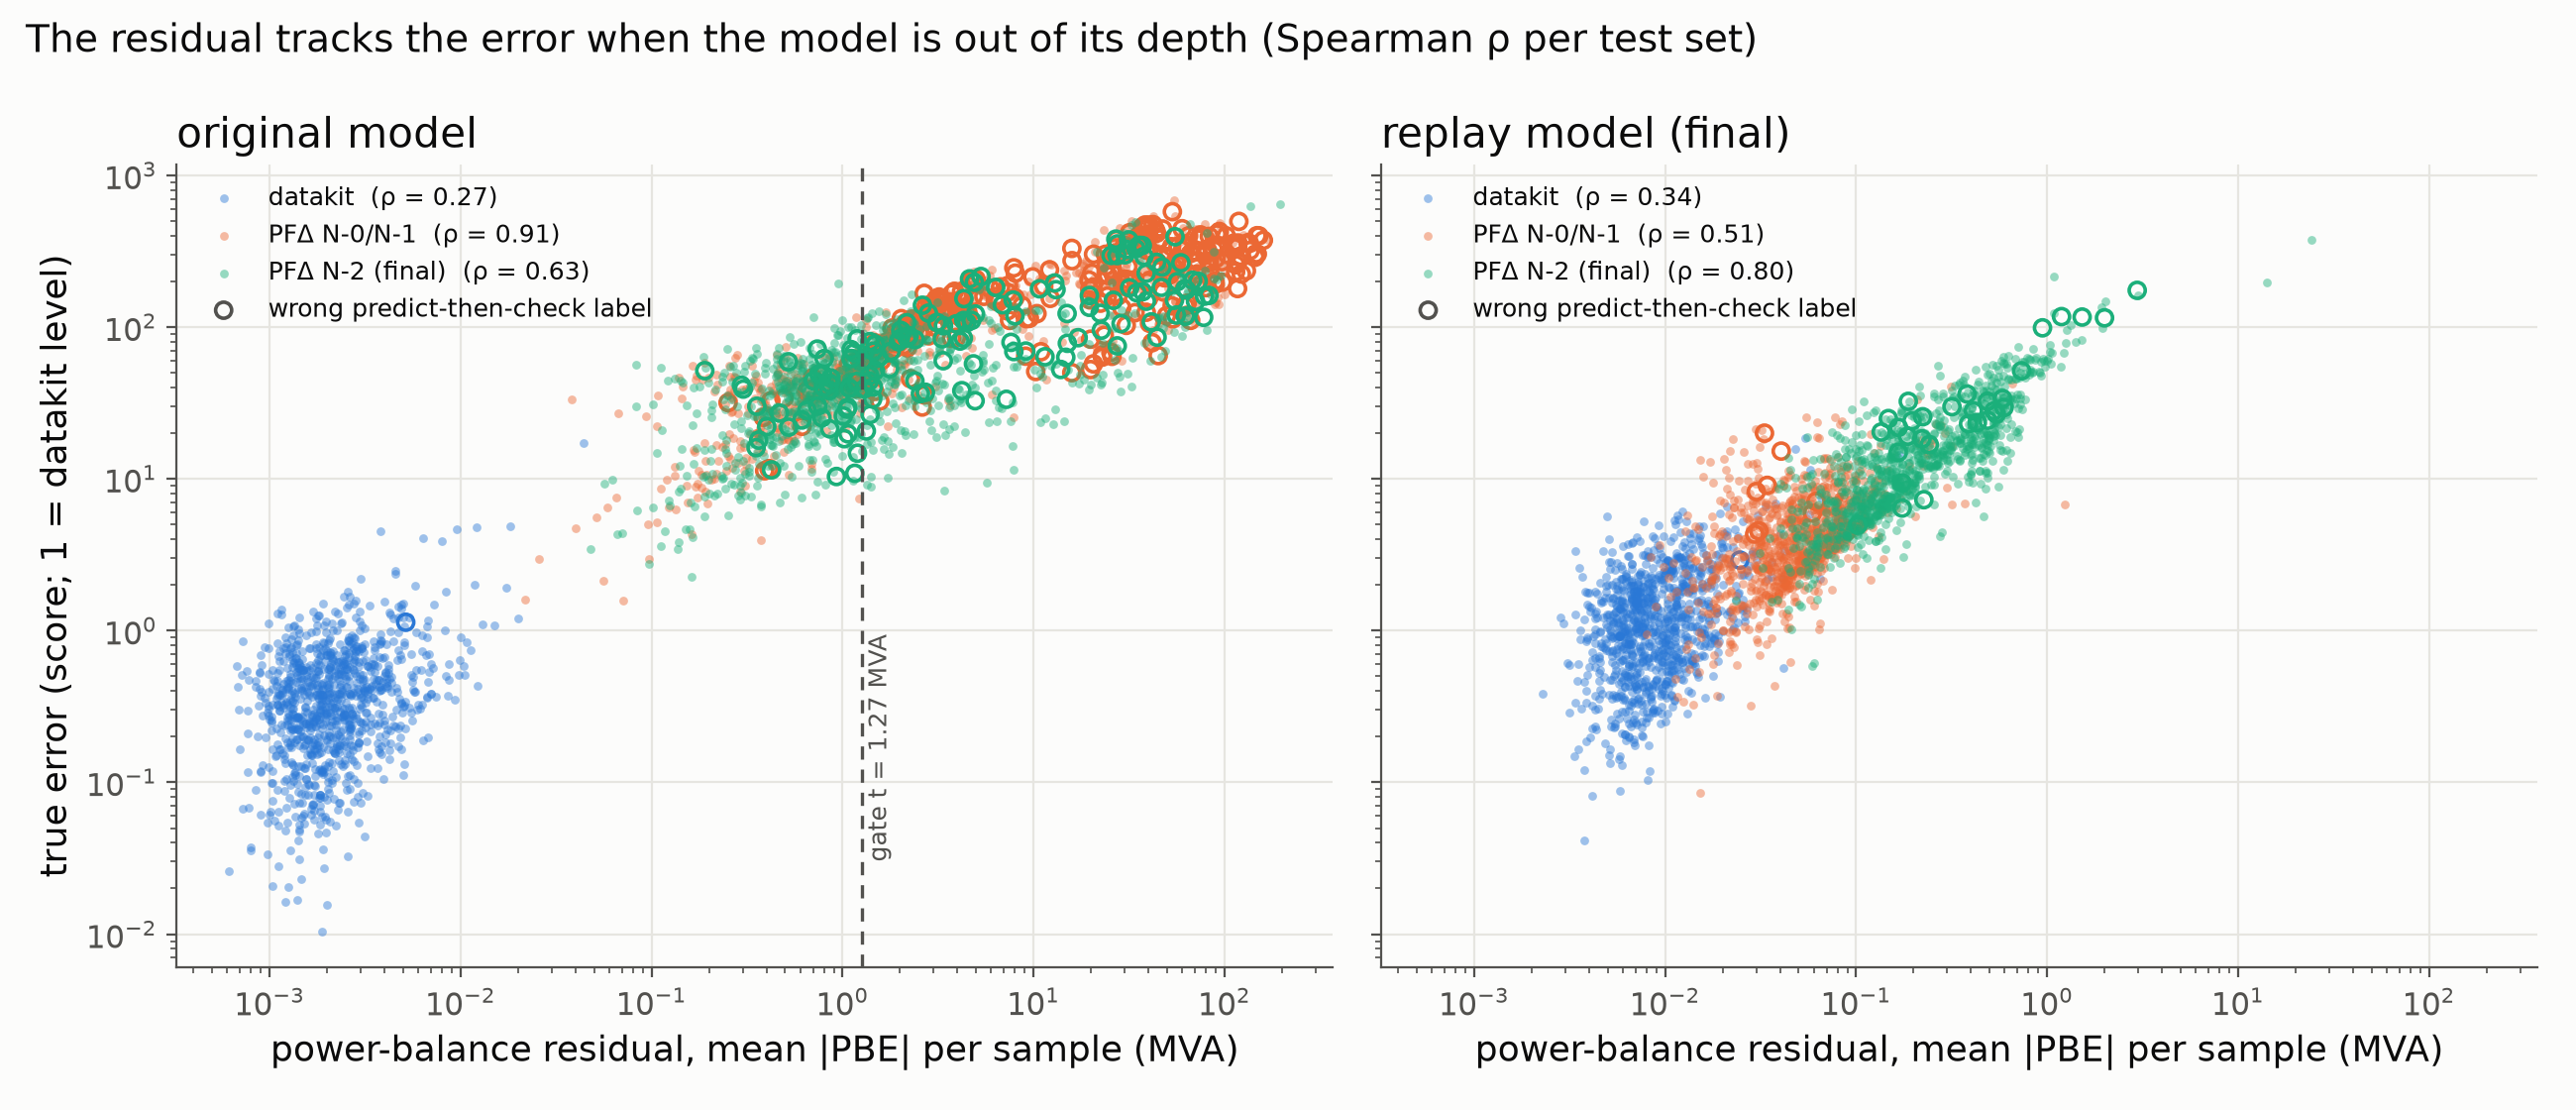 The residual tracks the error when the model is out of its depth (Spearman ρ per test set)
original model
10³
10²
10¹
10⁰
10⁻¹
10⁻²
true error (score; 1 = datakit level)
datakit (ρ = 0.27)
PFΔ N-0/N-1 (ρ = 0.91)
PFΔ N-2 (final) (ρ = 0.63)
wrong predict-then-check label
gate t = 1.27 MVA
10⁻³ 10⁻² 10⁻¹ 10⁰ 10¹ 10²
power-balance residual, mean |PBE| per sample (MVA)
replay model (final)
datakit (ρ = 0.34)
PFΔ N-0/N-1 (ρ = 0.51)
PFΔ N-2 (final) (ρ = 0.80)
wrong predict-then-check label
10⁻³ 10⁻² 10⁻¹ 10⁰ 10¹ 10²
power-balance residual, mean |PBE| per sample (MVA)